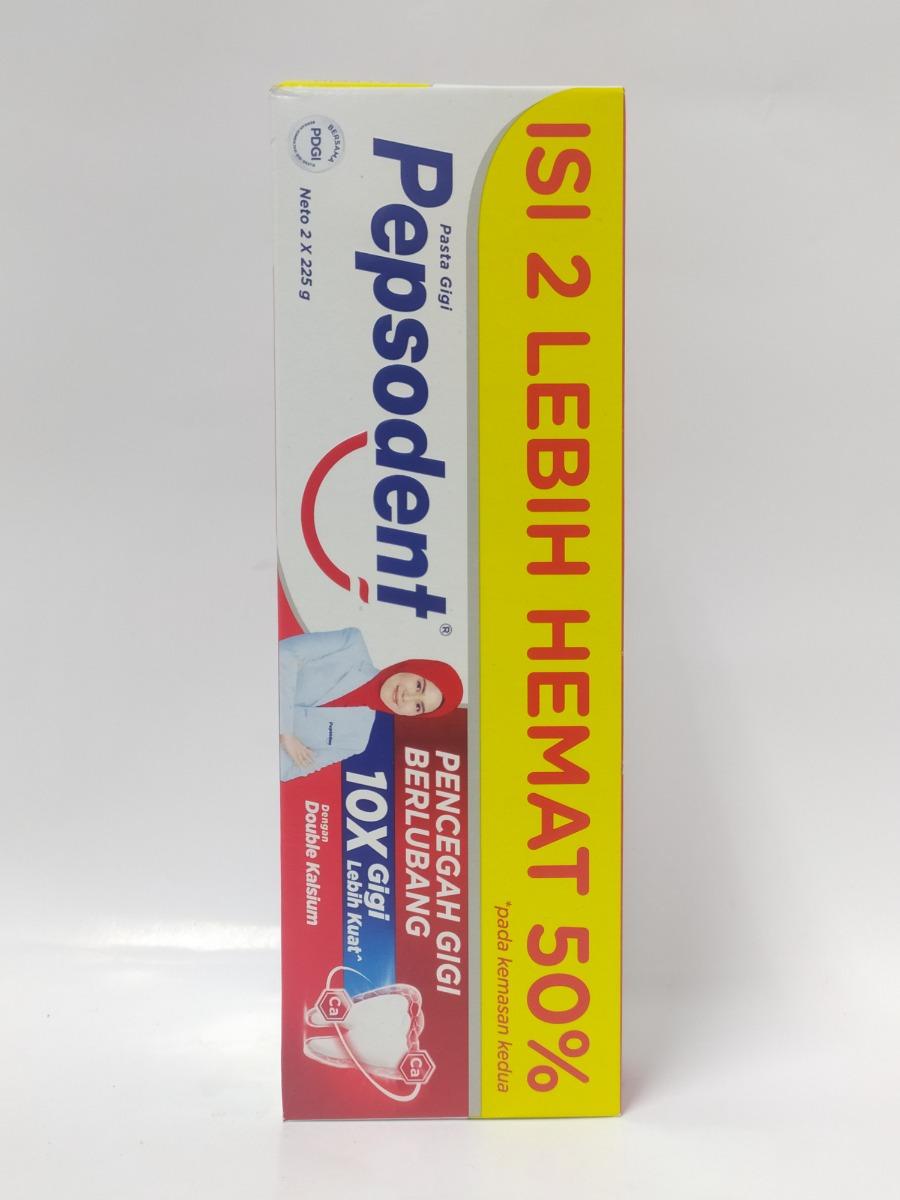 ISI 2 LEBIH HEMAT 50%
*pada kemasan kedua
Pasta Gigi
Pepsodent®
BERSAMA
PDGI
Neto 2 X 225 g
PENCEGAH GIGI
BERLUBANG
10X Gigi
Lebih Kuat^
Dengan
Double Kalsium
Ca
Ca
Pepsodent